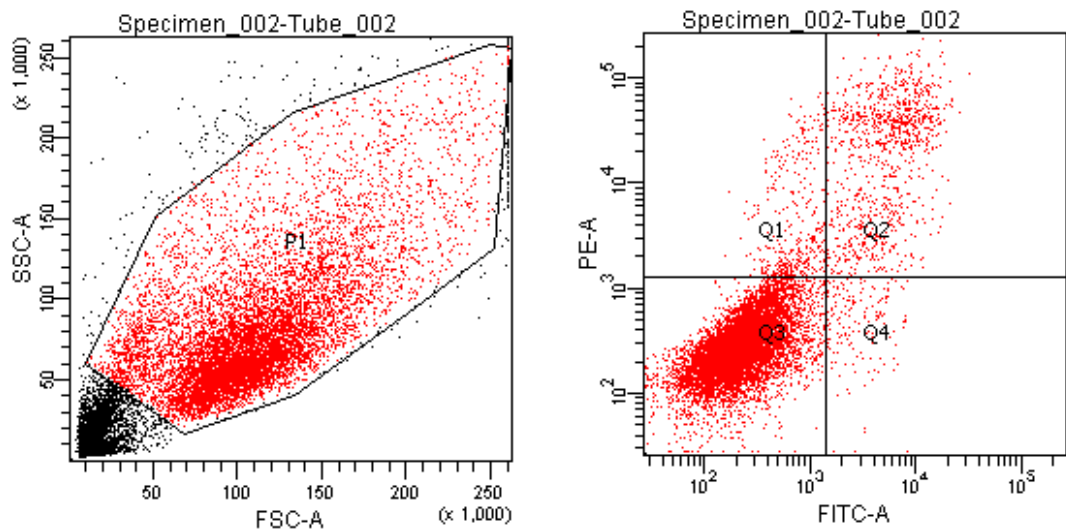 Specimen_002-Tube_002
(x 1,000)
250
200
150
100
50
SSC-A
P1
50 100 150 200 250
FSC-A
(x 1,000)
Specimen_002-Tube_002
10^5
10^4
10^3
10^2
PE-A
Q1 Q2
Q3 Q4
10^2 10^3 10^4 10^5
FITC-A